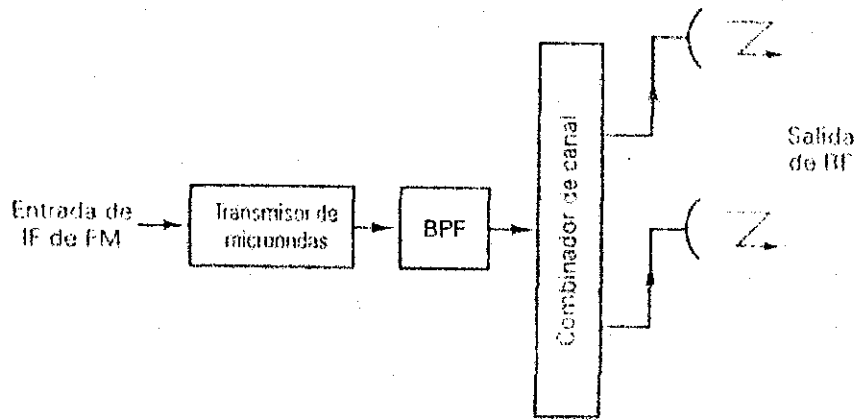 Entrada de
IF de FM
Transmisor de
microondas
BPF
Combinador de canal
Salida
de RF